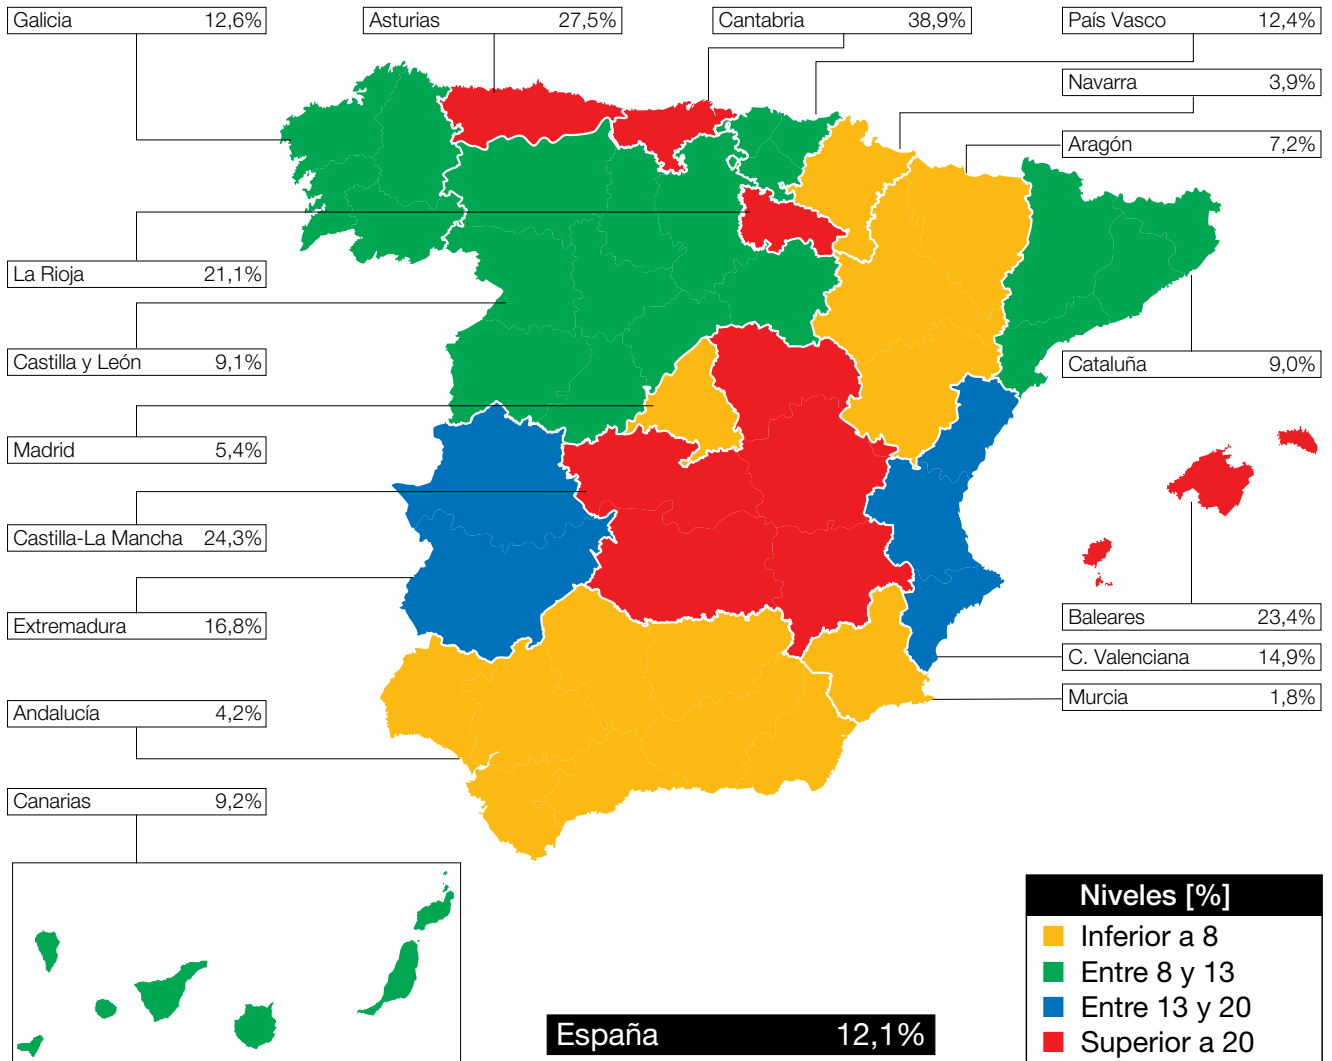 Galicia 12,6%
Asturias 27,5%
Cantabria 38,9%
País Vasco 12,4%
Navarra 3,9%
Aragón 7,2%
La Rioja 21,1%
Castilla y León 9,1%
Cataluña 9,0%
Madrid 5,4%
Castilla-La Mancha 24,3%
Extremadura 16,8%
Baleares 23,4%
C. Valenciana 14,9%
Murcia 1,8%
Andalucía 4,2%
Canarias 9,2%
Niveles [%]
Inferior a 8
Entre 8 y 13
Entre 13 y 20
Superior a 20
España 12,1%